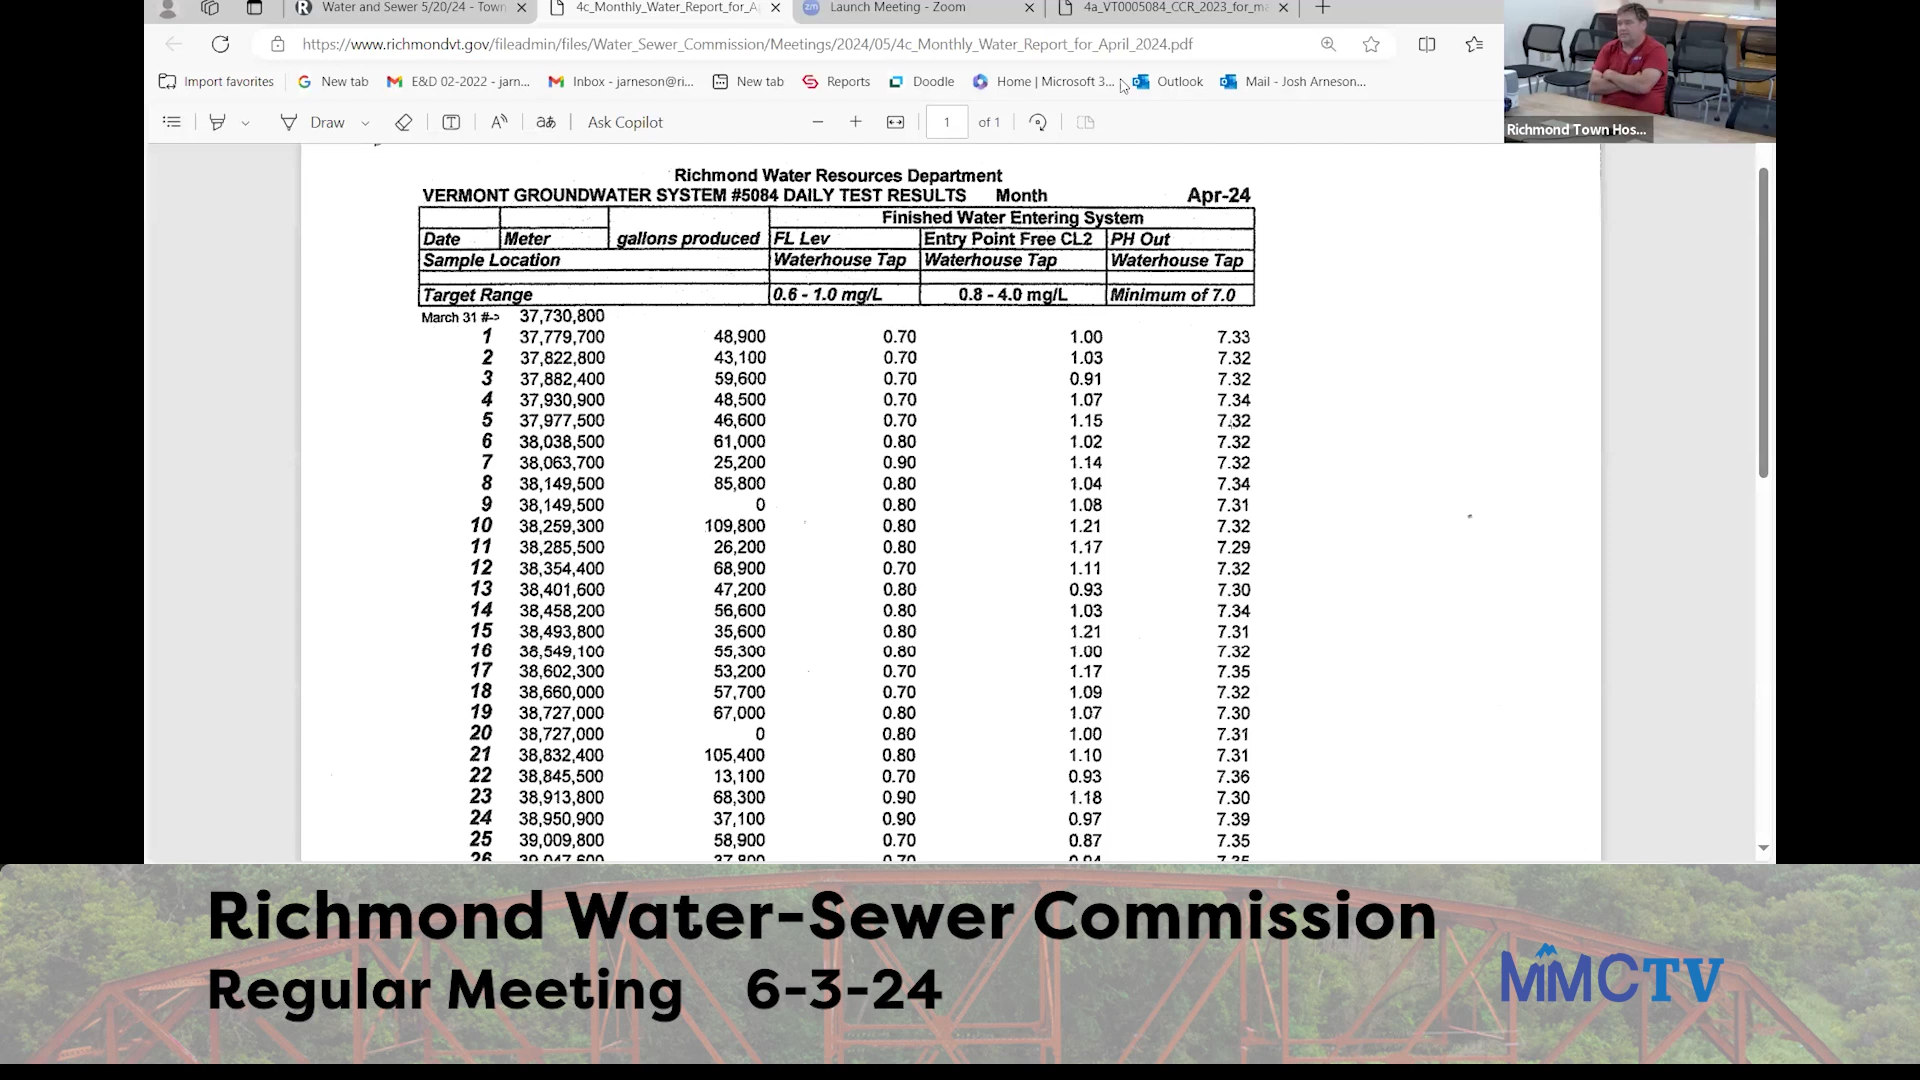 Water and Sewer 5/20/24 - Town
4c_Monthly_Water_Report_for_A
zm Launch Meeting - Zoom
4a_VT0005084_CCR_2023_for_ma
https://www.richmondvt.gov/fileadmin/files/Water_Sewer_Commission/Meetings/2024/05/4c_Monthly_Water_Report_for_April_2024.pdf
Import favorites New tab E&D 02-2022 - jarn... Inbox - jarneson@ri... New tab Reports Doodle Home | Microsoft 3... Outlook Mail - Josh Arneson...
Draw Ask Copilot 1 of 1
Richmond Town Hos...
Richmond Water Resources Department
VERMONT GROUNDWATER SYSTEM #5084 DAILY TEST RESULTS Month Apr-24
Finished Water Entering System
Date Meter gallons produced FL Lev Entry Point Free CL2 PH Out
Sample Location Waterhouse Tap Waterhouse Tap Waterhouse Tap
Target Range 0.6 - 1.0 mg/L 0.8 - 4.0 mg/L Minimum of 7.0
March 31 #-> 37,730,800
1 37,779,700 48,900 0.70 1.00 7.33
2 37,822,800 43,100 0.70 1.03 7.32
3 37,882,400 59,600 0.70 0.91 7.32
4 37,930,900 48,500 0.70 1.07 7.34
5 37,977,500 46,600 0.70 1.15 7.32
6 38,038,500 61,000 0.80 1.02 7.32
7 38,063,700 25,200 0.90 1.14 7.32
8 38,149,500 85,800 0.80 1.04 7.34
9 38,149,500 0 0.80 1.08 7.31
10 38,259,300 109,800 0.80 1.21 7.32
11 38,285,500 26,200 0.80 1.17 7.29
12 38,354,400 68,900 0.70 1.11 7.32
13 38,401,600 47,200 0.80 0.93 7.30
14 38,458,200 56,600 0.80 1.03 7.34
15 38,493,800 35,600 0.80 1.21 7.31
16 38,549,100 55,300 0.80 1.00 7.32
17 38,602,300 53,200 0.70 1.17 7.35
18 38,660,000 57,700 0.70 1.09 7.32
19 38,727,000 67,000 0.80 1.07 7.30
20 38,727,000 0 0.80 1.00 7.31
21 38,832,400 105,400 0.80 1.10 7.31
22 38,845,500 13,100 0.70 0.93 7.36
23 38,913,800 68,300 0.90 1.18 7.30
24 38,950,900 37,100 0.90 0.97 7.39
25 39,009,800 58,900 0.70 0.87 7.35
26 39,047,600 37,800 0.70 0.94 7.35
Richmond Water-Sewer Commission
Regular Meeting 6-3-24
MMCTV